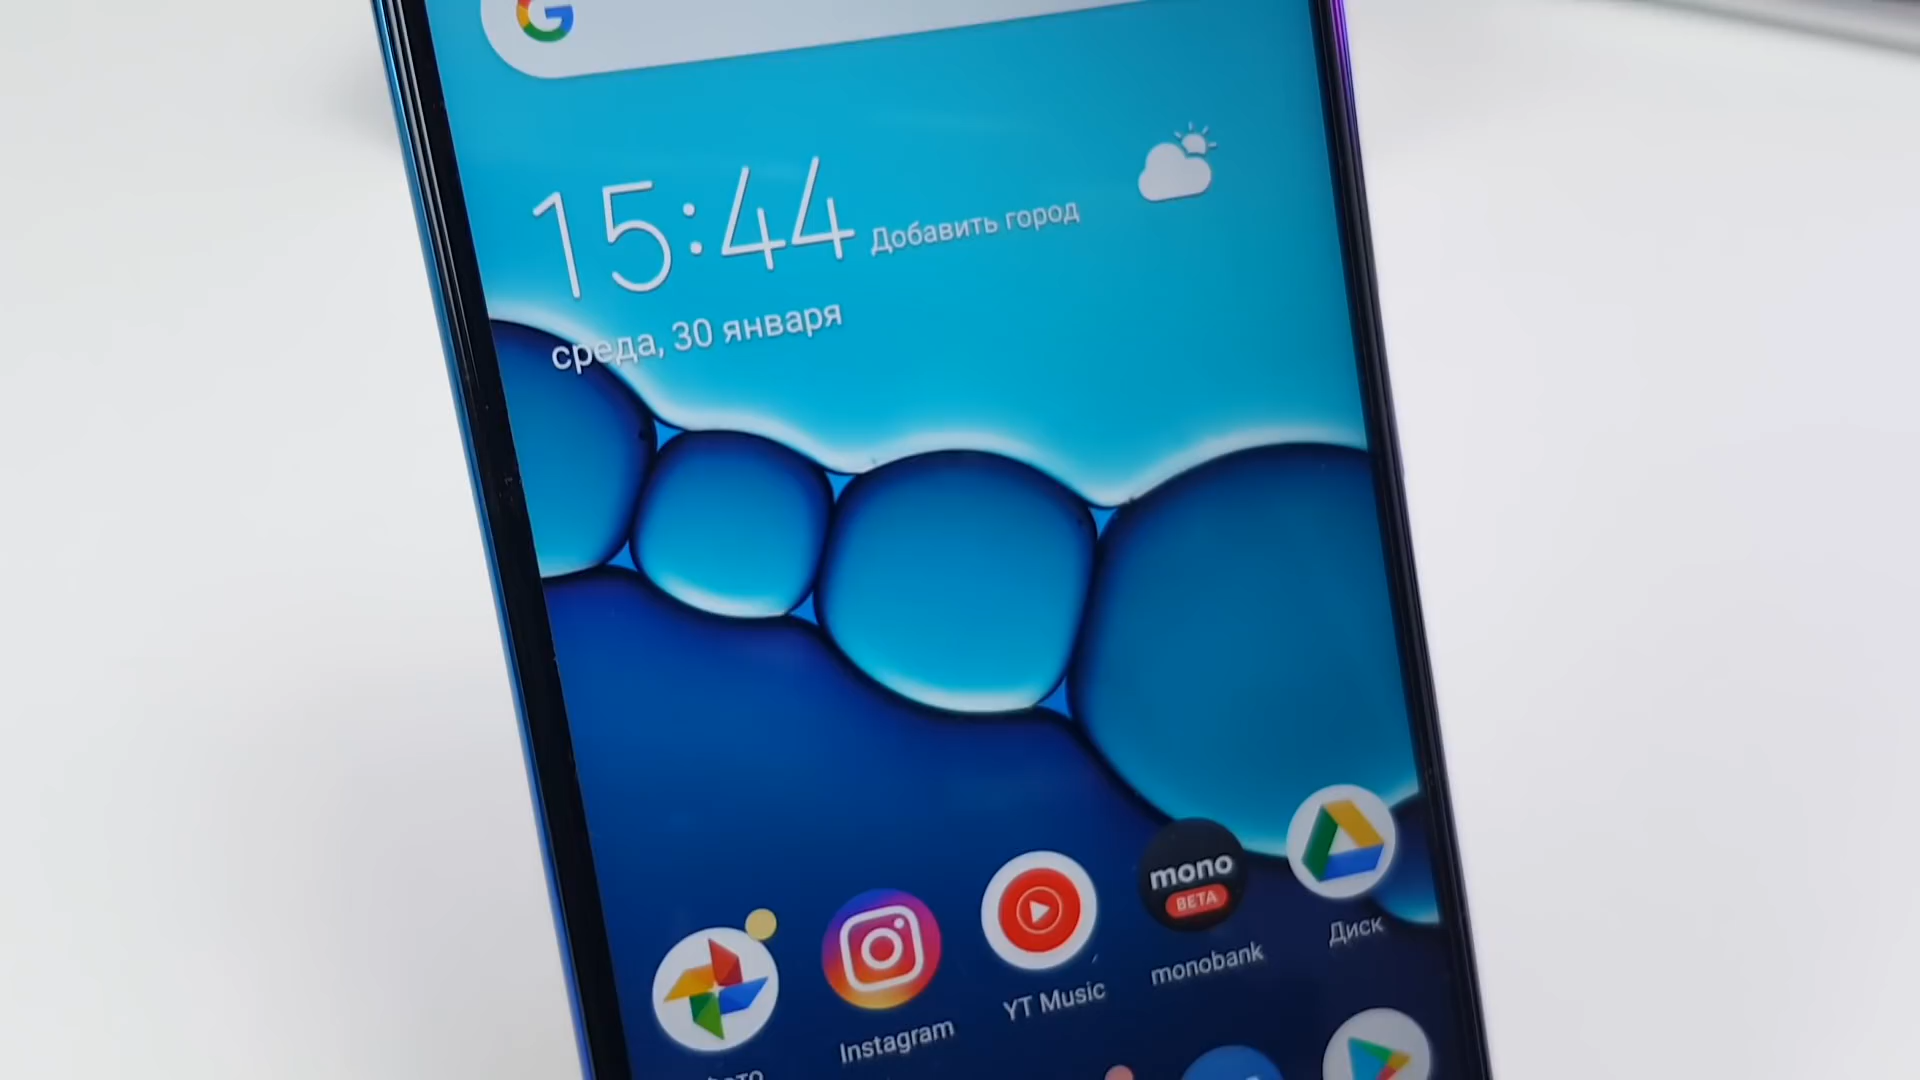 15:44 Добавить город
среда, 30 января
mono
BETA
Instagram
YT Music
monobank
Диск